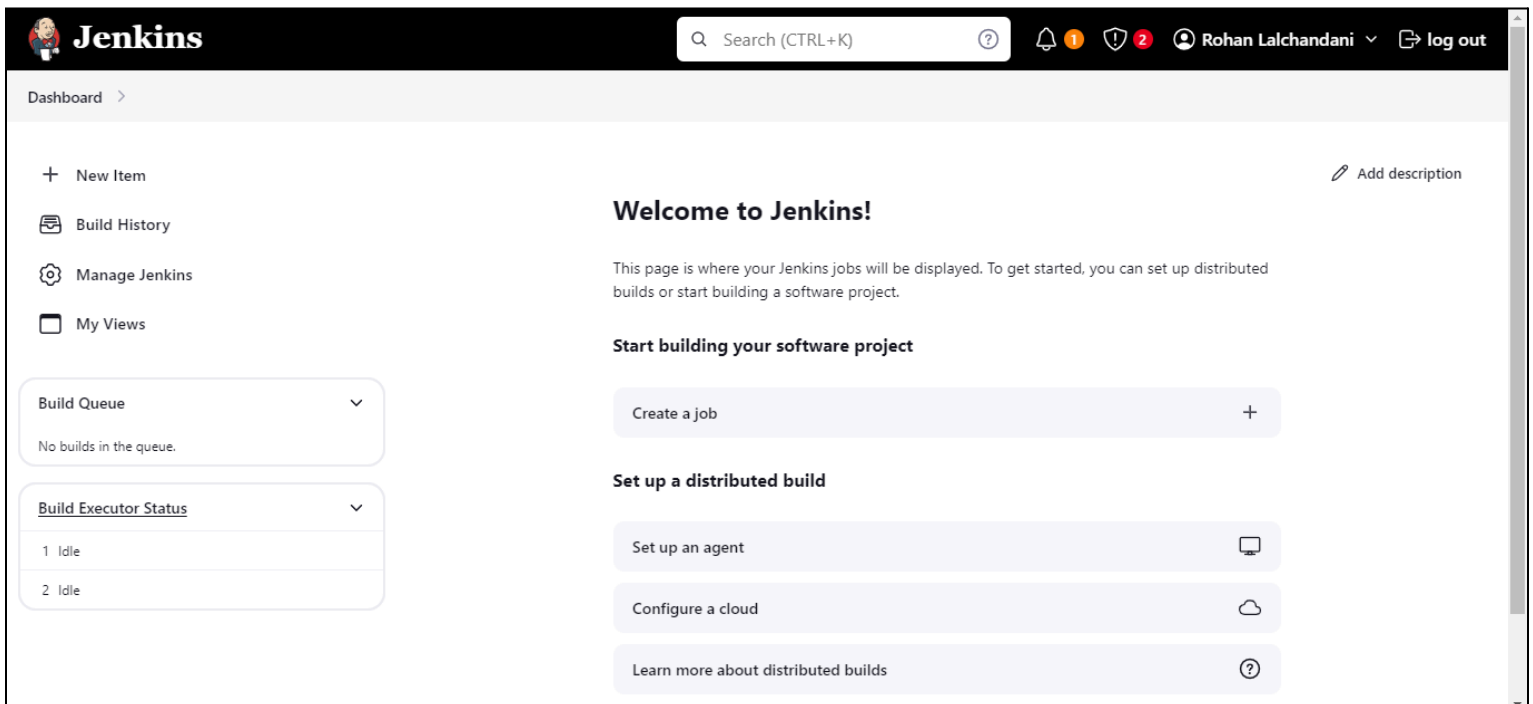 Jenkins
Search (CTRL+K)
1
2
Rohan Lalchandani
log out
Dashboard
New Item
Build History
Manage Jenkins
My Views
Build Queue
No builds in the queue.
Build Executor Status
1 Idle
2 Idle
Add description
Welcome to Jenkins!
This page is where your Jenkins jobs will be displayed. To get started, you can set up distributed
builds or start building a software project.
Start building your software project
Create a job
Set up a distributed build
Set up an agent
Configure a cloud
Learn more about distributed builds